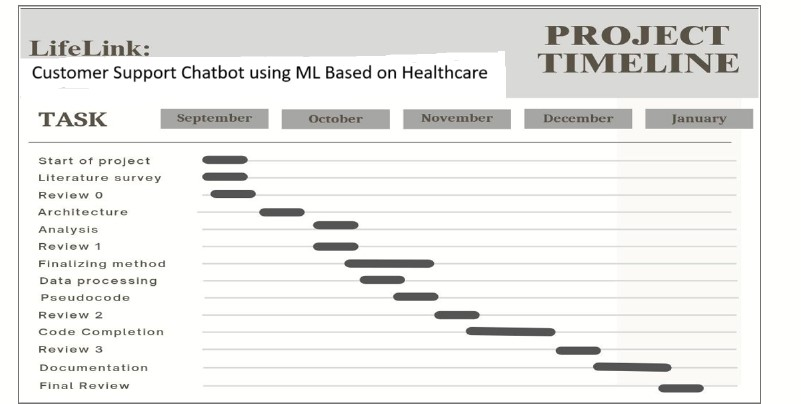 LifeLink:
Customer Support Chatbot using ML Based on Healthcare
PROJECT
TIMELINE
TASK
September
October
November
December
January
Start of project
Literature survey
Review 0
Architecture
Analysis
Review 1
Finalizing method
Data processing
Pseudocode
Review 2
Code Completion
Review 3
Documentation
Final Review